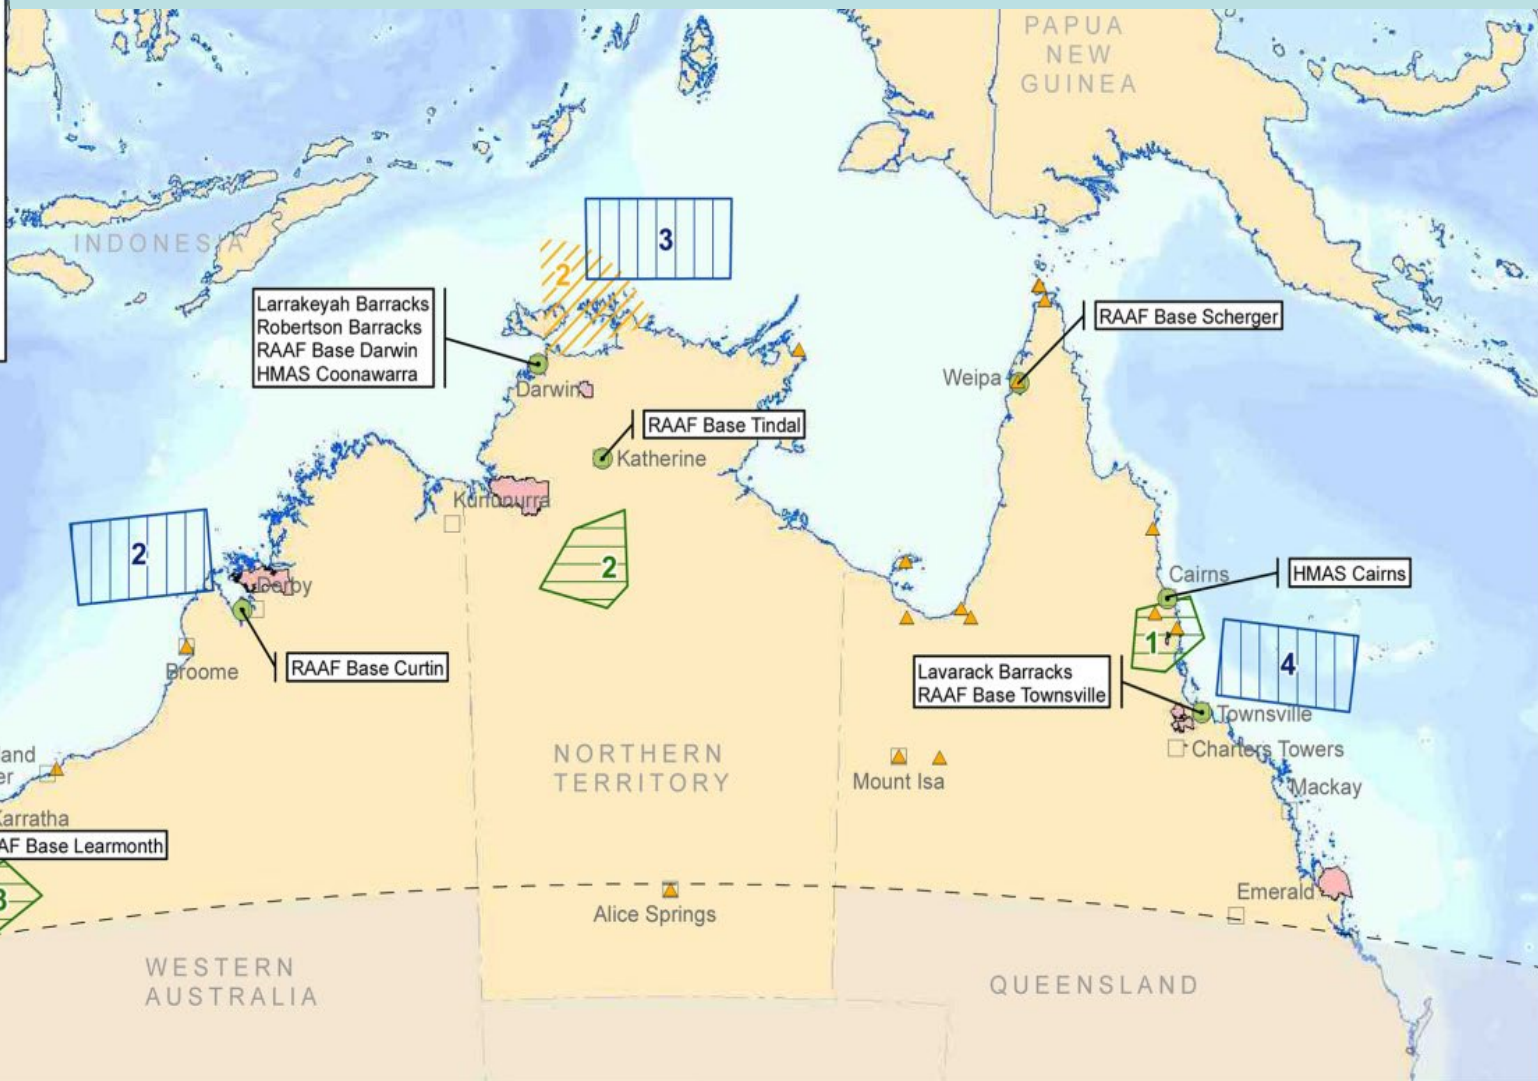 PAPUA
NEW
GUINEA
INDONESIA
3
2
Larrakeyah Barracks
Robertson Barracks
RAAF Base Darwin
HMAS Coonawarra
RAAF Base Scherger
Weipa
Darwin
RAAF Base Tindal
Katherine
Kununurra
2
2
Derby
Cairns
HMAS Cairns
1
4
Broome
RAAF Base Curtin
Lavarack Barracks
RAAF Base Townsville
Townsville
Charters Towers
NORTHERN
TERRITORY
Mount Isa
Mackay
and
er
Karratha
AF Base Learmonth
3
Emerald
Alice Springs
WESTERN
AUSTRALIA
QUEENSLAND